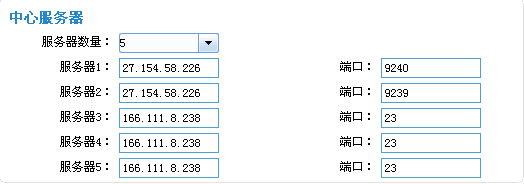 中心服务器
服务器数量： 5
服务器1： 27.154.58.226 端口： 9240
服务器2： 27.154.58.226 端口： 9239
服务器3： 166.111.8.238 端口： 23
服务器4： 166.111.8.238 端口： 23
服务器5： 166.111.8.238 端口： 23